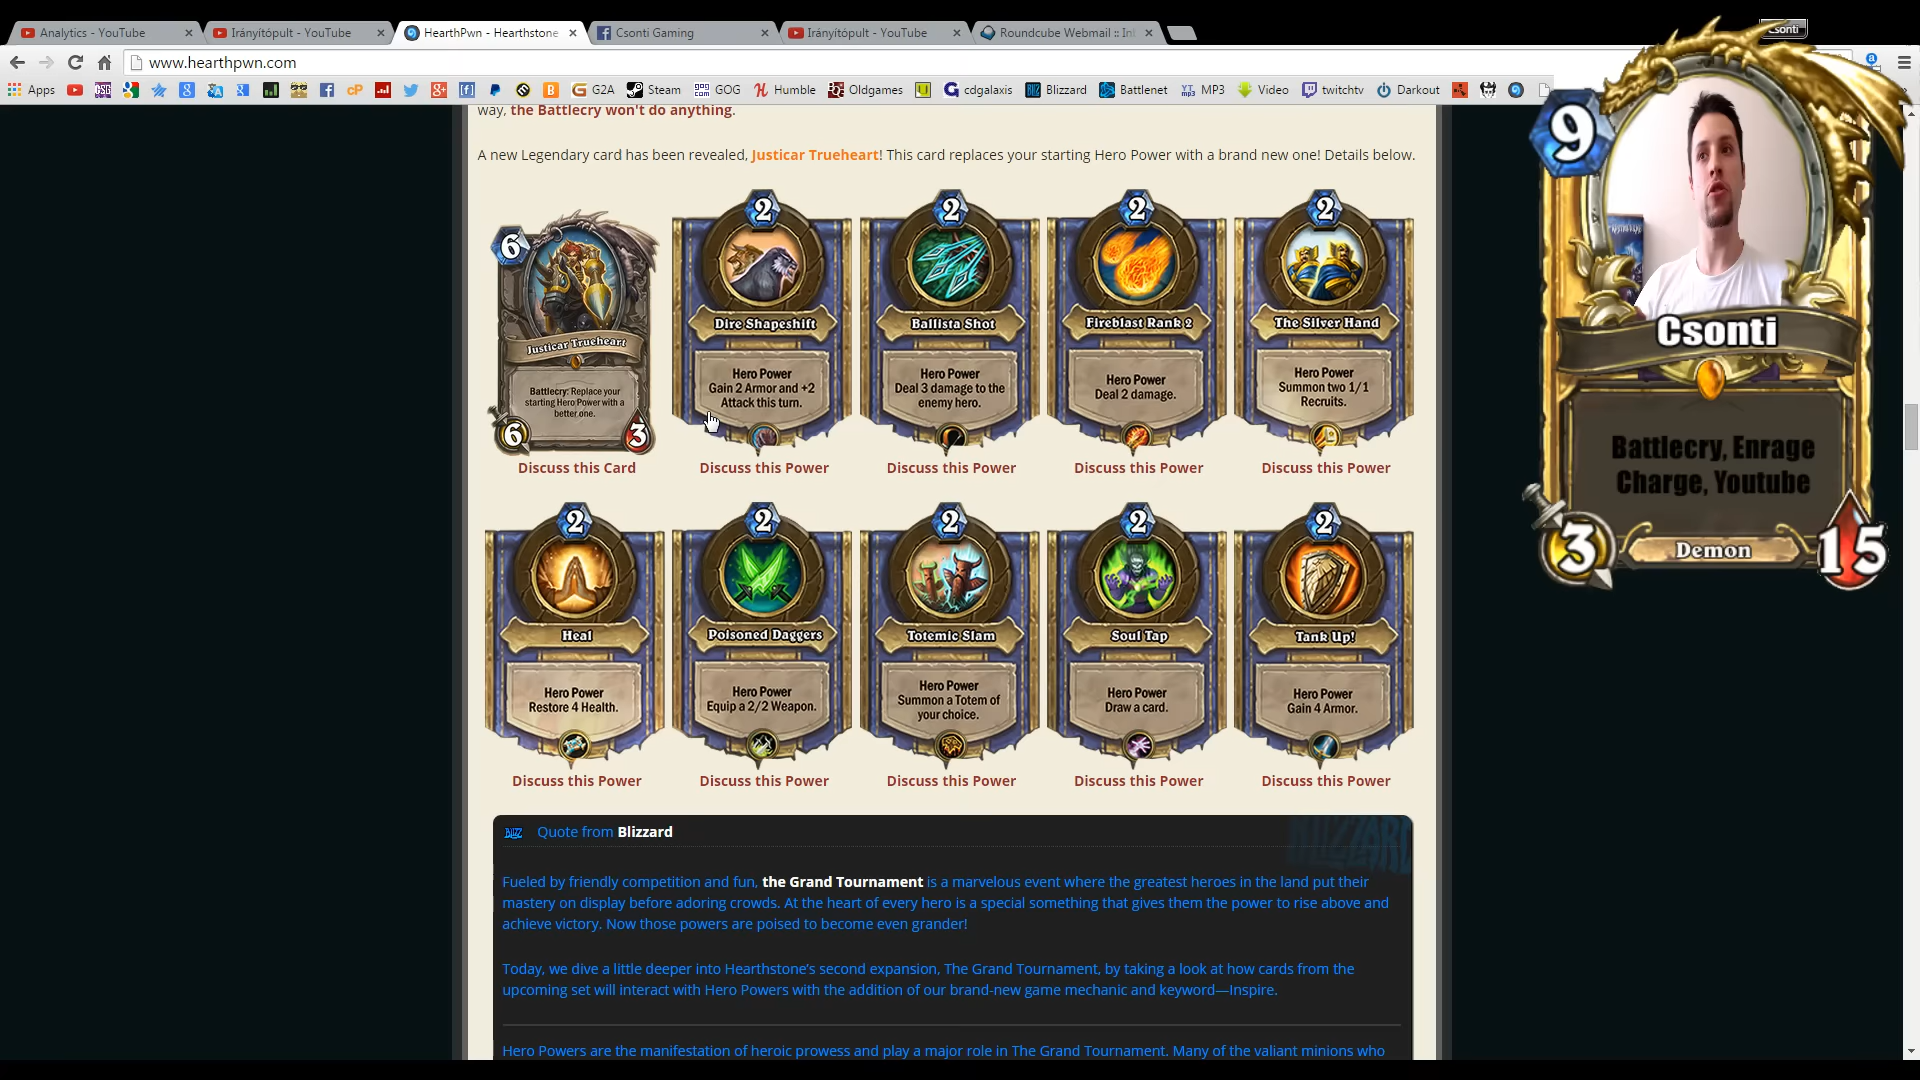 Analytics - YouTube
Irányítópult - YouTube
HearthPwn - Hearthstone
Csonti Gaming
Irányítópult - YouTube
Roundcube Webmail ::
Csonti
www.hearthpwn.com
Apps
G2A
Steam
GOG
Humble
Oldgames
cdgalaxis
Blizzard
Battlenet
MP3
Video
twitchtv
Darkout
way, the Battlecry won't do anything.
A new Legendary card has been revealed, Justicar Trueheart! This card replaces your starting Hero Power with a brand new one! Details below.
6
Justicar Trueheart
Battlecry: Replace your
starting Hero Power with a
better one.
6
3
Discuss this Card
2
Dire Shapeshift
Hero Power
Gain 2 Armor and +2
Attack this turn.
Discuss this Power
2
Ballista Shot
Hero Power
Deal 3 damage to the
enemy hero.
Discuss this Power
2
Fireblast Rank 2
Hero Power
Deal 2 damage.
Discuss this Power
2
The Silver Hand
Hero Power
Summon two 1/1
Recruits.
Discuss this Power
2
Heal
Hero Power
Restore 4 Health.
Discuss this Power
2
Poisoned Daggers
Hero Power
Equip a 2/2 Weapon.
Discuss this Power
2
Totemic Slam
Hero Power
Summon a Totem of
your choice.
Discuss this Power
2
Soul Tap
Hero Power
Draw a card.
Discuss this Power
2
Tank Up!
Hero Power
Gain 4 Armor.
Discuss this Power
9
Csonti
Battlecry, Enrage
Charge, Youtube
3
Demon
15
Quote from Blizzard
Fueled by friendly competition and fun, the Grand Tournament is a marvelous event where the greatest heroes in the land put their
mastery on display before adoring crowds. At the heart of every hero is a special something that gives them the power to rise above and
achieve victory. Now those powers are poised to become even grander!
Today, we dive a little deeper into Hearthstone's second expansion, The Grand Tournament, by taking a look at how cards from the
upcoming set will interact with Hero Powers with the addition of our brand-new game mechanic and keyword—Inspire.
Hero Powers are the manifestation of heroic prowess and play a major role in The Grand Tournament. Many of the valiant minions who